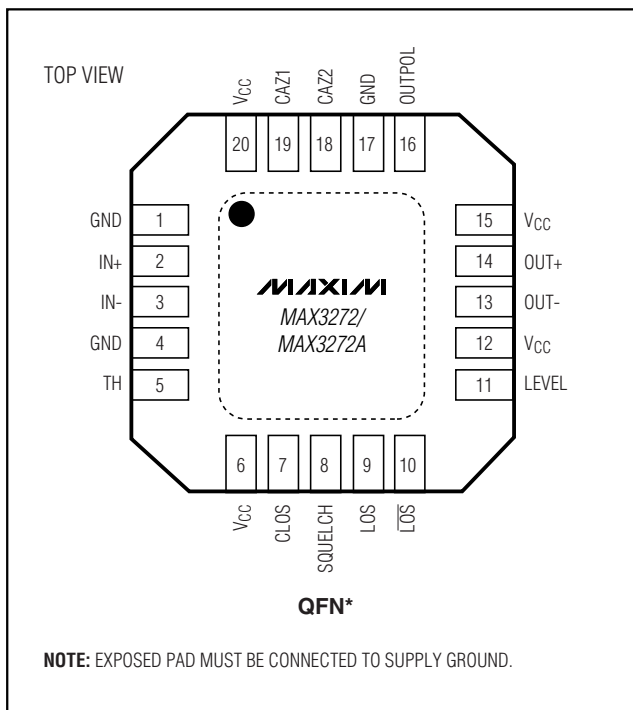 TOP VIEW
VCC
CAZ1
CAZ2
GND
OUTPOL
20 19 18 17 16
GND 1
IN+ 2
IN- 3
GND 4
TH 5
15 VCC
14 OUT+
13 OUT-
12 VCC
11 LEVEL
MAXIM
MAX3272/
MAX3272A
6 7 8 9 10
VCC
CLOS
SQUELCH
LOS
L̅O̅S̅
QFN*
NOTE: EXPOSED PAD MUST BE CONNECTED TO SUPPLY GROUND.